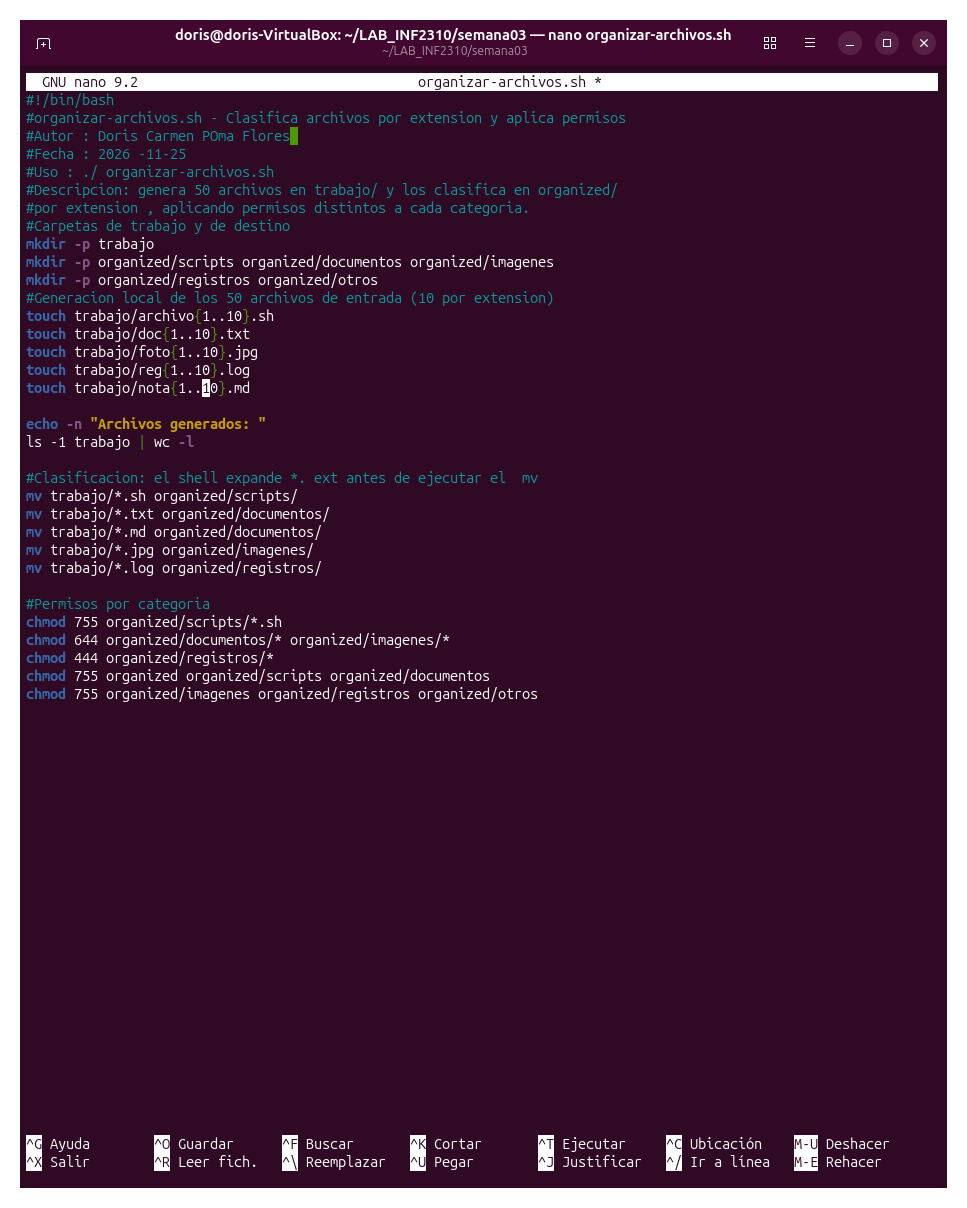 doris@doris-VirtualBox: ~/LAB_INF2310/semana03 — nano organizar-archivos.sh
~/LAB_INF2310/semana03
GNU nano 9.2 organizar-archivos.sh *
#!/bin/bash
#organizar-archivos.sh - Clasifica archivos por extension y aplica permisos
#Autor : Doris Carmen POma Flores
#Fecha : 2026 -11-25
#Uso : ./ organizar-archivos.sh
#Descripcion: genera 50 archivos en trabajo/ y los clasifica en organized/
#por extension , aplicando permisos distintos a cada categoria.
#Carpetas de trabajo y de destino
mkdir -p trabajo
mkdir -p organized/scripts organized/documentos organized/imagenes
mkdir -p organized/registros organized/otros
#Generacion local de los 50 archivos de entrada (10 por extension)
touch trabajo/archivo{1..10}.sh
touch trabajo/doc{1..10}.txt
touch trabajo/foto{1..10}.jpg
touch trabajo/reg{1..10}.log
touch trabajo/nota{1..10}.md
echo -n "Archivos generados: "
ls -1 trabajo | wc -l
#Clasificacion: el shell expande *. ext antes de ejecutar el  mv
mv trabajo/*.sh organized/scripts/
mv trabajo/*.txt organized/documentos/
mv trabajo/*.md organized/documentos/
mv trabajo/*.jpg organized/imagenes/
mv trabajo/*.log organized/registros/
#Permisos por categoria
chmod 755 organized/scripts/*.sh
chmod 644 organized/documentos/* organized/imagenes/*
chmod 444 organized/registros/*
chmod 755 organized organized/scripts organized/documentos
chmod 755 organized/imagenes organized/registros organized/otros
^G Ayuda ^O Guardar ^F Buscar ^K Cortar ^T Ejecutar ^C Ubicación M-U Deshacer
^X Salir ^R Leer fich. ^\ Reemplazar ^U Pegar ^J Justificar ^/ Ir a línea M-E Rehacer